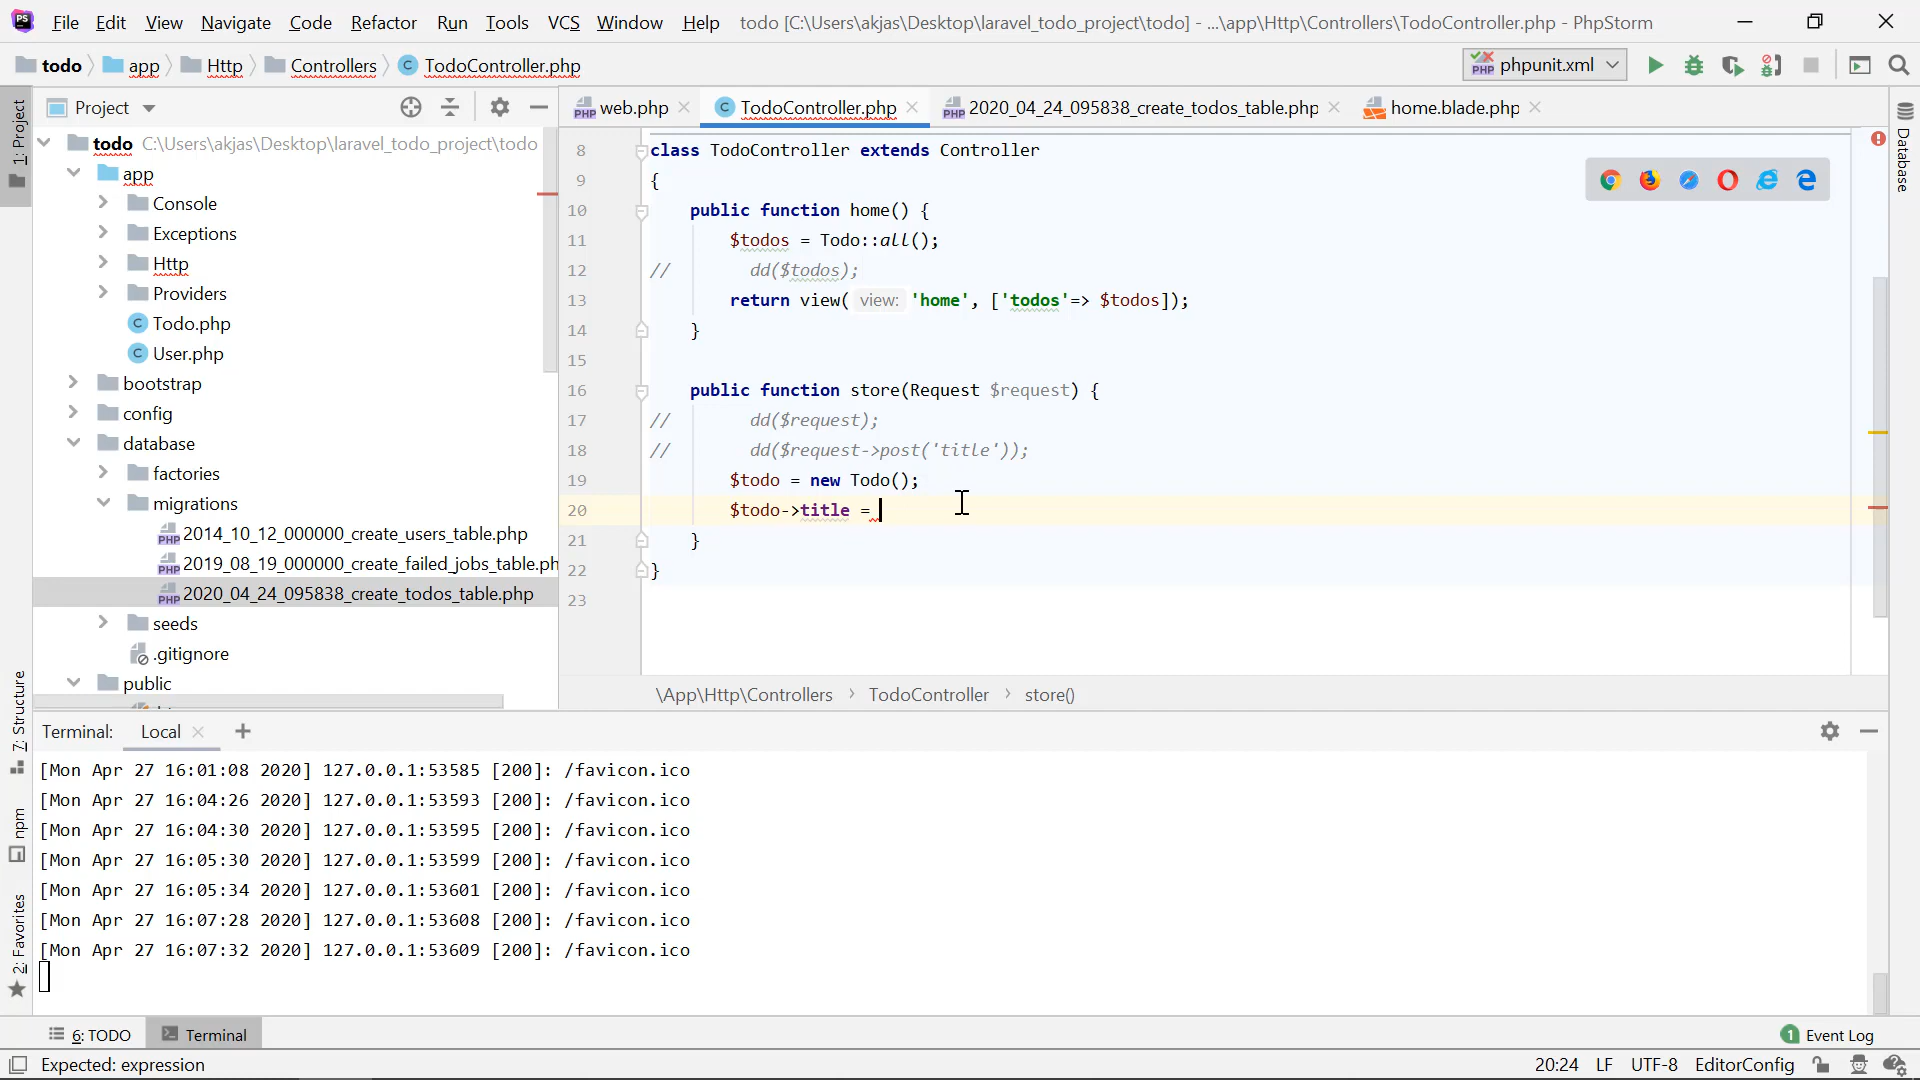 File Edit View Navigate Code Refactor Run Tools VCS Window Help todo [C:\Users\akjas\Desktop\laravel_todo_project\todo] - ...\app\Http\Controllers\TodoController.php - PhpStorm
todo app Http Controllers C TodoController.php
PHP phpunit.xml
Project
web.php
C TodoController.php
2020_04_24_095838_create_todos_table.php
home.blade.php
1: Project
todo C:\Users\akjas\Desktop\laravel_todo_project\todo
app
Console
Exceptions
Http
Providers
C Todo.php
C User.php
bootstrap
config
database
factories
migrations
PHP 2014_10_12_000000_create_users_table.php
PHP 2019_08_19_000000_create_failed_jobs_table.ph
PHP 2020_04_24_095838_create_todos_table.php
seeds
.gitignore
public
8 class TodoController extends Controller
9 {
10 public function home() {
11 $todos = Todo::all();
12 // dd($todos);
13 return view( view: 'home', ['todos'=> $todos]);
14 }
15
16 public function store(Request $request) {
17 // dd($request);
18 // dd($request->post('title'));
19 $todo = new Todo();
20 $todo->title =
21 }
22 }
23
\App\Http\Controllers › TodoController › store()
Database
7: Structure
npm
2: Favorites
Terminal: Local
[Mon Apr 27 16:01:08 2020] 127.0.0.1:53585 [200]: /favicon.ico
[Mon Apr 27 16:04:26 2020] 127.0.0.1:53593 [200]: /favicon.ico
[Mon Apr 27 16:04:30 2020] 127.0.0.1:53595 [200]: /favicon.ico
[Mon Apr 27 16:05:30 2020] 127.0.0.1:53599 [200]: /favicon.ico
[Mon Apr 27 16:05:34 2020] 127.0.0.1:53601 [200]: /favicon.ico
[Mon Apr 27 16:07:28 2020] 127.0.0.1:53608 [200]: /favicon.ico
[Mon Apr 27 16:07:32 2020] 127.0.0.1:53609 [200]: /favicon.ico
6: TODO Terminal 1 Event Log
Expected: expression 20:24 LF UTF-8 EditorConfig